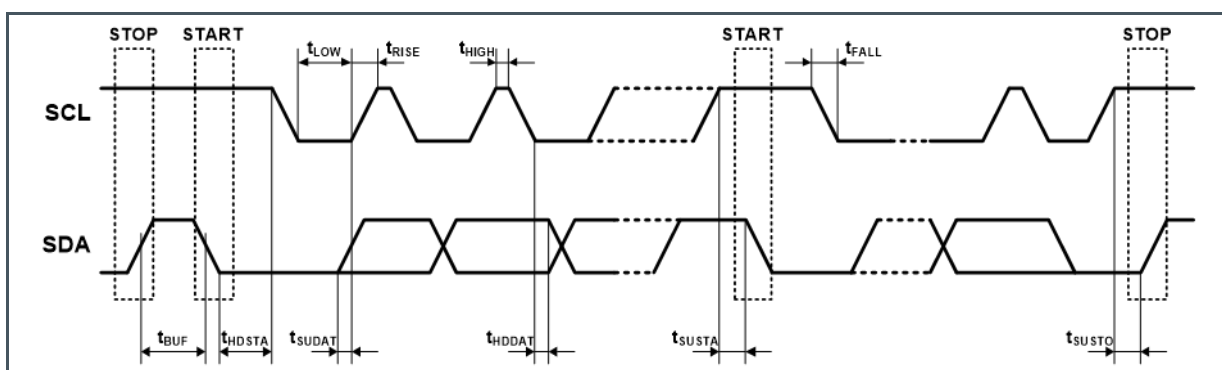 STOP START START STOP
tLOW tRISE tHIGH tFALL
SCL
SDA
tBUF tHDSTA tSUDAT tHDDAT tSUSTA tSUSTO